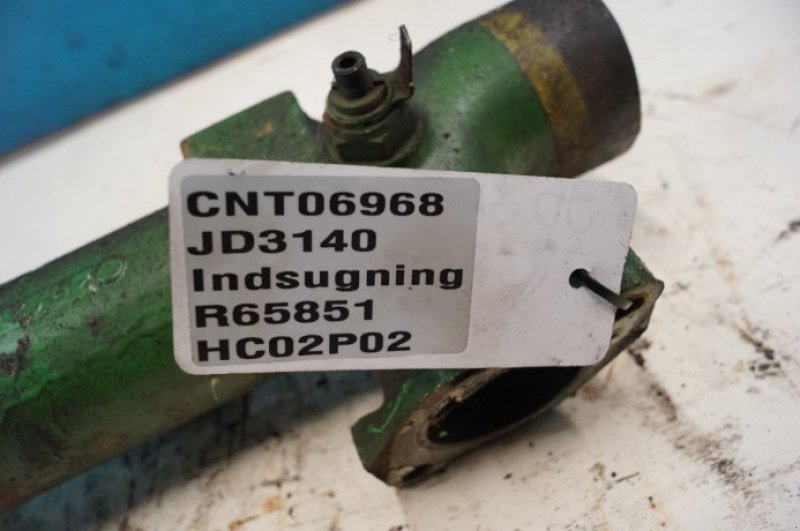 CNT06968
JD3140
Indsugning
R65851
HC02P02